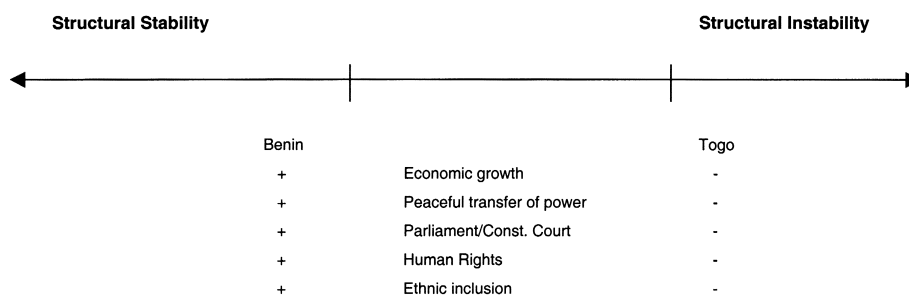 Structural Stability Structural Instability
Benin Togo
+ Economic growth -
+ Peaceful transfer of power -
+ Parliament/Const. Court -
+ Human Rights -
+ Ethnic inclusion -